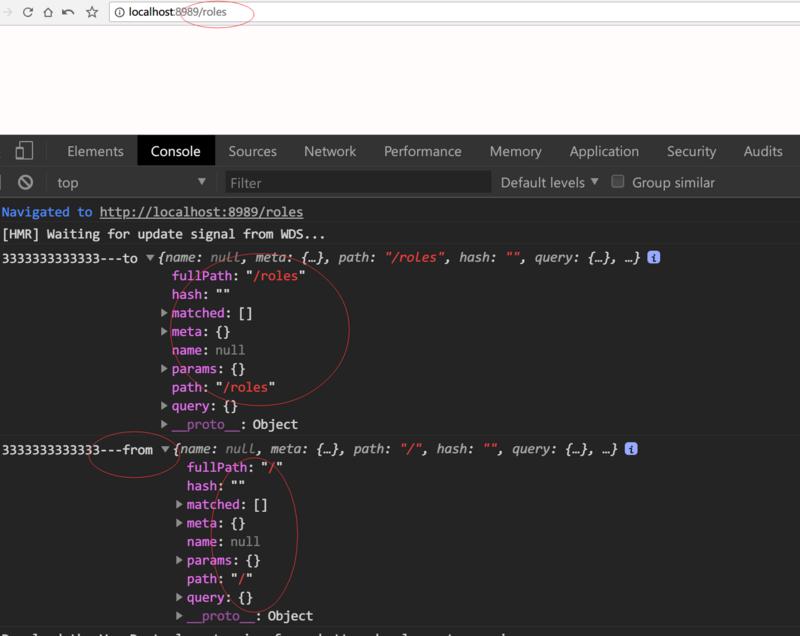 localhost:8989/roles
Elements Console Sources Network Performance Memory Application Security Audits
top Filter Default levels Group similar
Navigated to http://localhost:8989/roles
[HMR] Waiting for update signal from WDS...
3333333333333---to {name: null, meta: {…}, path: "/roles", hash: "", query: {…}, …}
fullPath: "/roles"
hash: ""
matched: []
meta: {}
name: null
params: {}
path: "/roles"
query: {}
__proto__: Object
3333333333333---from {name: null, meta: {…}, path: "/", hash: "", query: {…}, …}
fullPath: "/"
hash: ""
matched: []
meta: {}
name: null
params: {}
path: "/"
query: {}
__proto__: Object